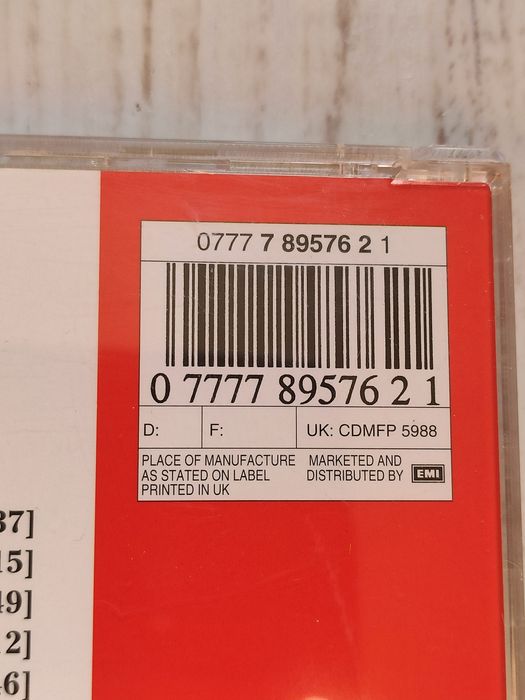 0777 7 89576 2 1
0 7777 89576 2 1
D: F: UK: CDMFP 5988
PLACE OF MANUFACTURE
AS STATED ON LABEL
PRINTED IN UK
MARKETED AND
DISTRIBUTED BY EMI
37]
15]
49]
2]
46]